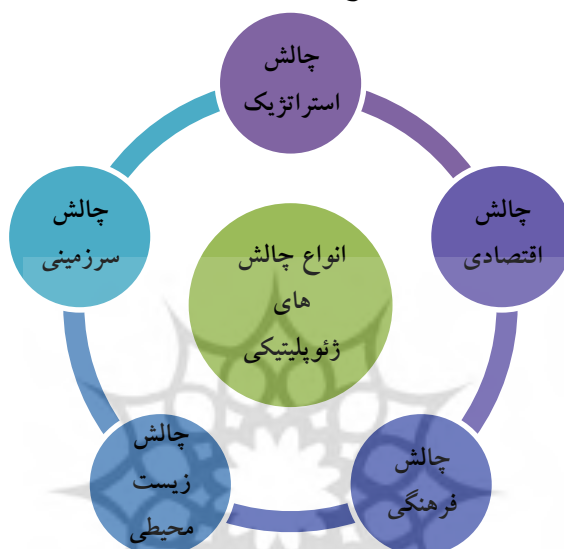 چالش
استراتژیک
چالش
اقتصادی
چالش
فرهنگی
چالش
زیست
محیطی
چالش
سرزمینی
انواع چالش
های
ژئوپلیتیکی